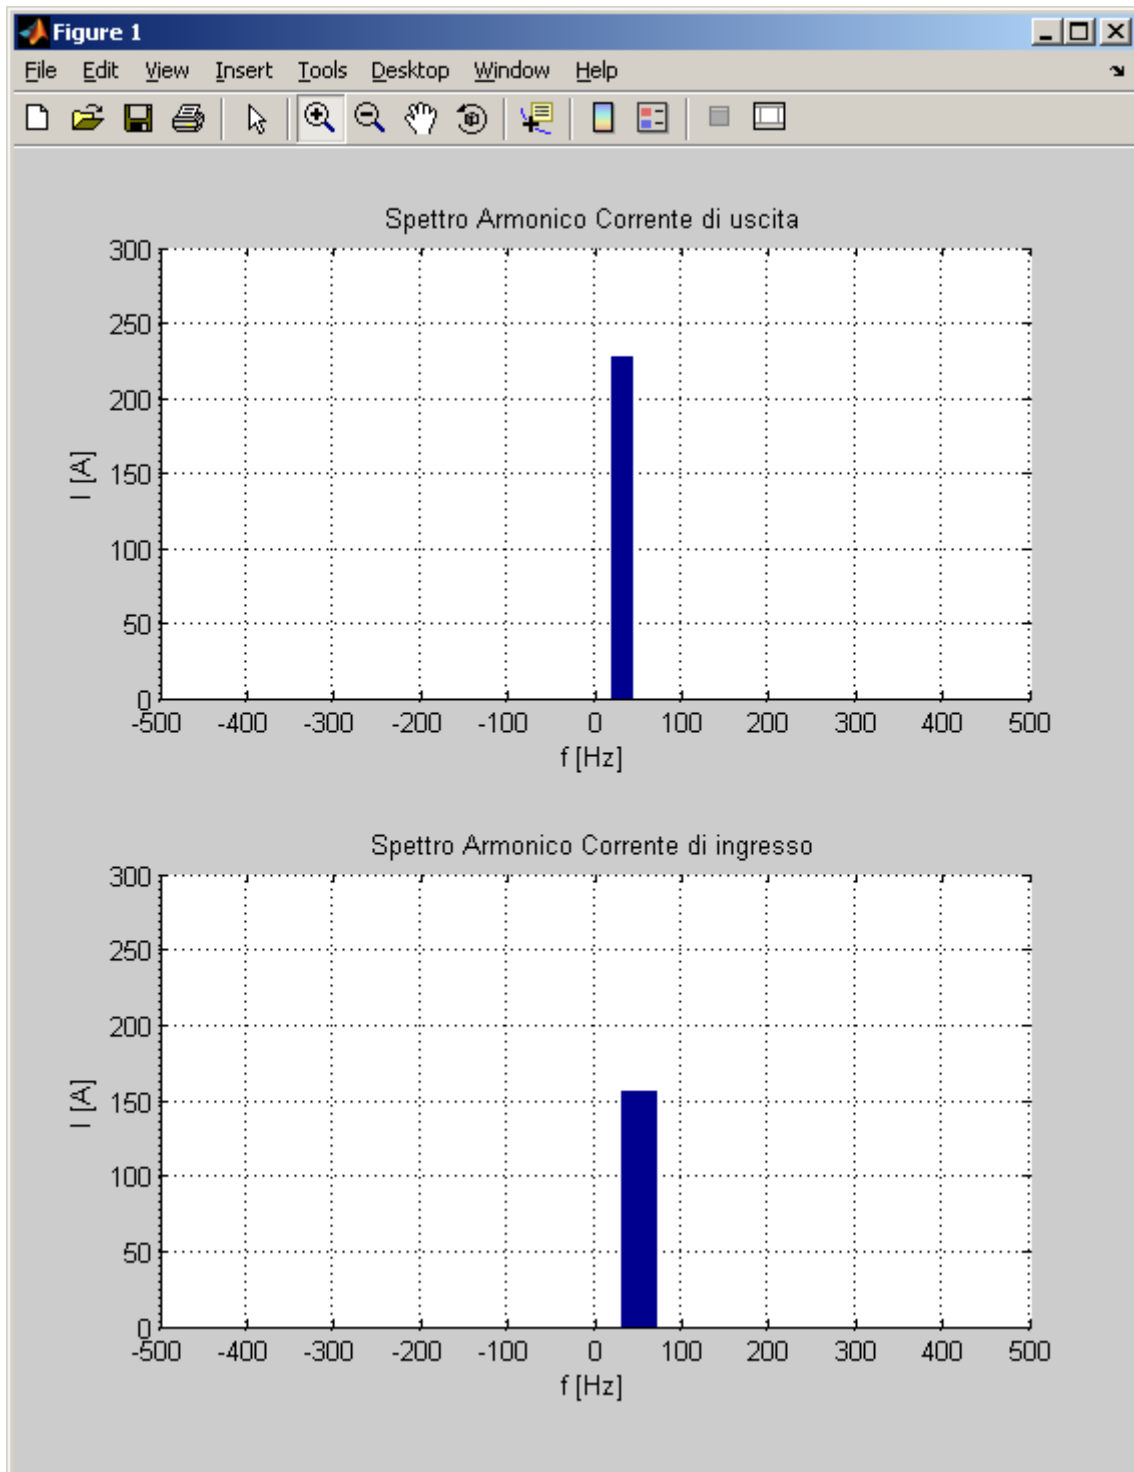 Figure 1
File Edit View Insert Tools Desktop Window Help
Spettro Armonico Corrente di uscita
300
250
200
150
100
50
0
I [A]
-500 -400 -300 -200 -100 0 100 200 300 400 500
f [Hz]
Spettro Armonico Corrente di ingresso
300
250
200
150
100
50
0
I [A]
-500 -400 -300 -200 -100 0 100 200 300 400 500
f [Hz]